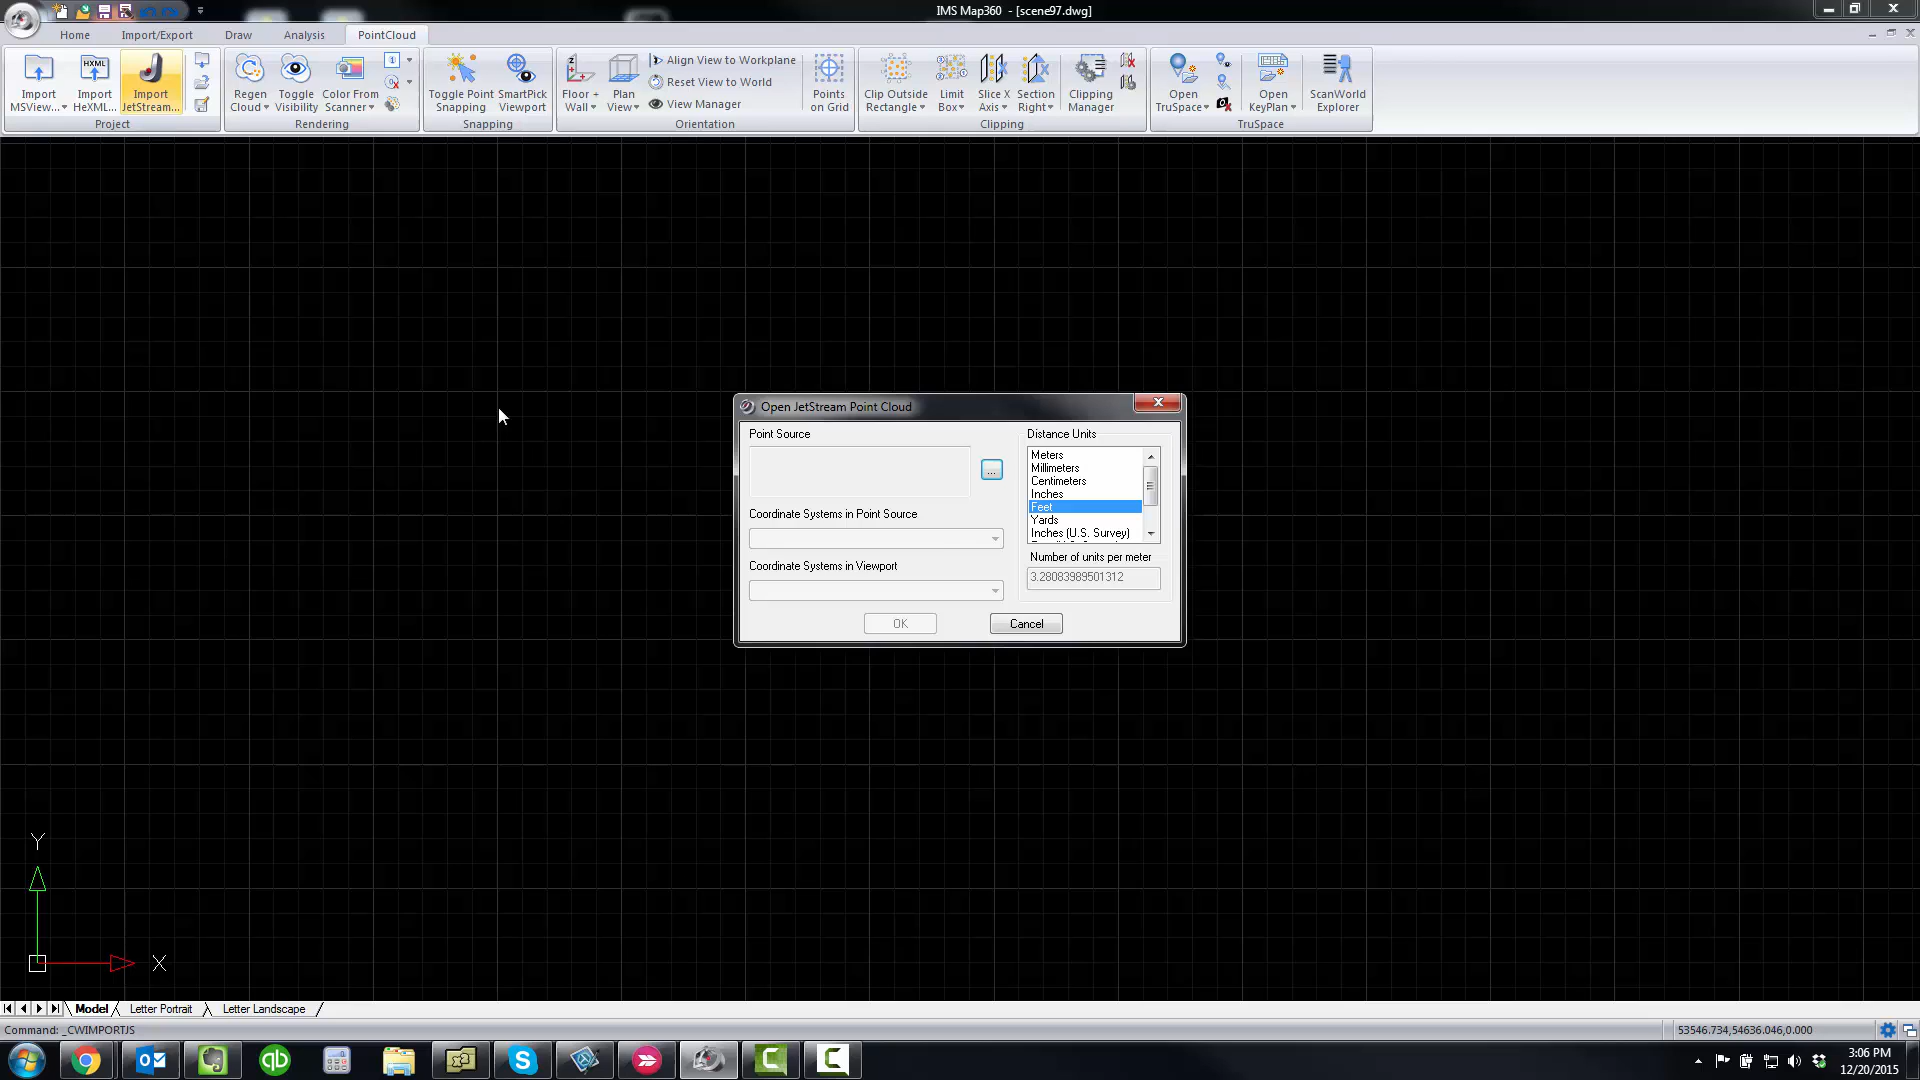 IMS Map360 - [scene97.dwg]
Home Import/Export Draw Analysis PointCloud
Import MSView... Import HeXML... Import JetStream...
Project
Regen Cloud Toggle Visibility Color From Scanner
Rendering
Toggle Point Snapping SmartPick Viewport
Snapping
Floor + Wall Plan View
Align View to Workplane
Reset View to World
View Manager
Orientation
Points on Grid
Clip Outside Rectangle Limit Box Slice X Axis Section Right Clipping Manager
Clipping
Open TruSpace Open KeyPlan ScanWorld Explorer
TruSpace
HXML
Open JetStream Point Cloud
Point Source
...
Coordinate Systems in Point Source
Coordinate Systems in Viewport
Distance Units
Meters
Millimeters
Centimeters
Inches
Feet
Yards
Inches (U.S. Survey)
Number of units per meter
3.28083989501312
OK Cancel
Y
X
Model Letter Portrait Letter Landscape
Command: _CWIMPORTJS
53546.734,54636.046,0.000
3:06 PM
12/20/2015